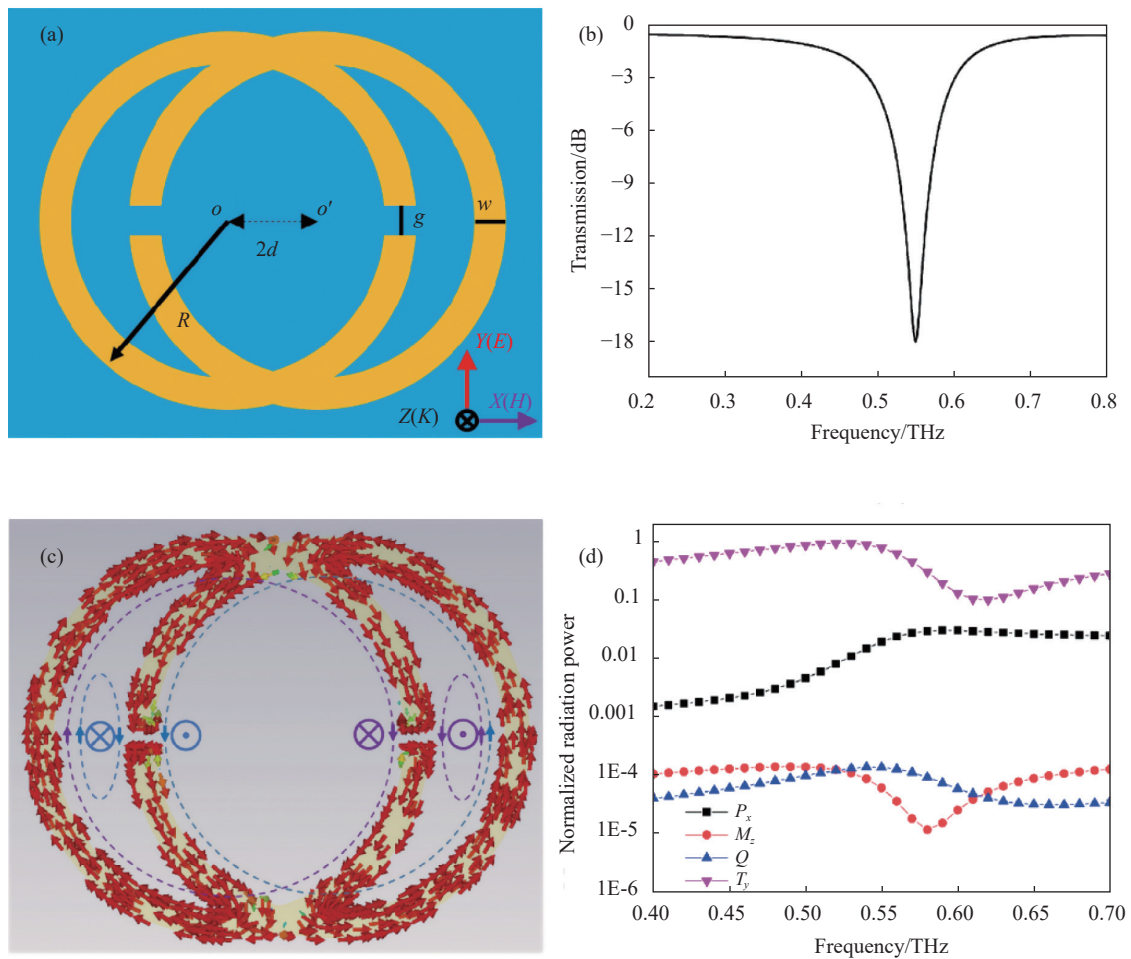 (a)
o
o′
g
w
2d
R
Y(E)
X(H)
Z(K)
(b)
Transmission/dB
0
−3
−6
−9
−12
−15
−18
0.2 0.3 0.4 0.5 0.6 0.7 0.8
Frequency/THz
(c)
(d)
Normalized radiation power
1
0.1
0.01
0.001
1E-4
1E-5
1E-6
P_x
M_z
Q
T_y
0.40 0.45 0.50 0.55 0.60 0.65 0.70
Frequency/THz